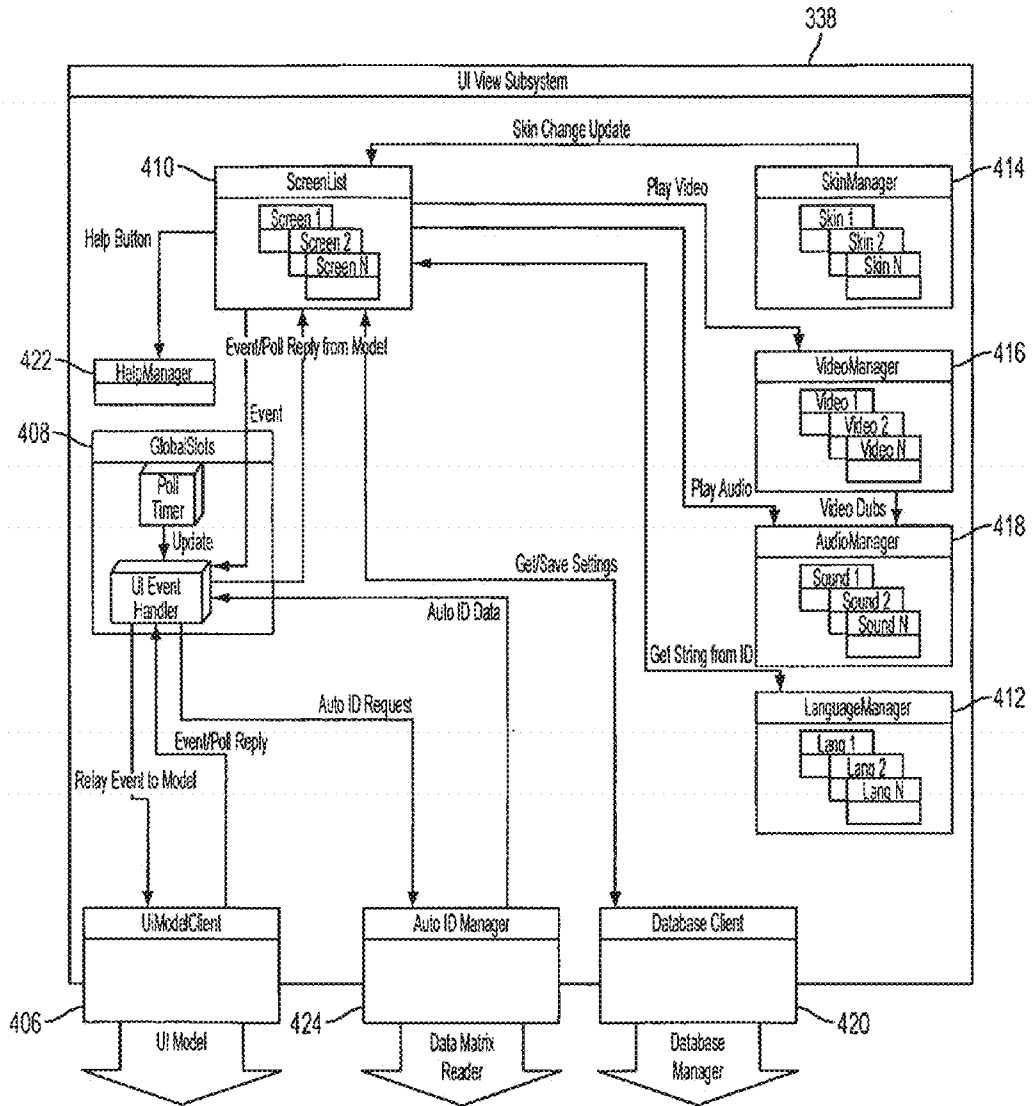 338
UI View Subsystem
Skin Change Update
410
ScreenList
Screen 1
Screen 2
Screen N
414
SkinManager
Skin 1
Skin 2
Skin N
Play Video
Help Button
Event/Poll Reply from Model
422
HelpManager
416
VideoManager
Video 1
Video 2
Video N
Event
408
GlobalSlots
Poll
Timer
Update
UI Event
Handler
Play Audio
Video Dubs
418
AudioManager
Sound 1
Sound 2
Sound N
Get/Save Settings
Auto ID Data
Get String from ID
Auto ID Request
Event/Poll Reply
Relay Event to Model
412
LanguageManager
Lang 1
Lang 2
Lang N
UiModalClient
Auto ID Manager
Database Client
406
424
420
UI Model
Data Matrix
Reader
Database
Manager